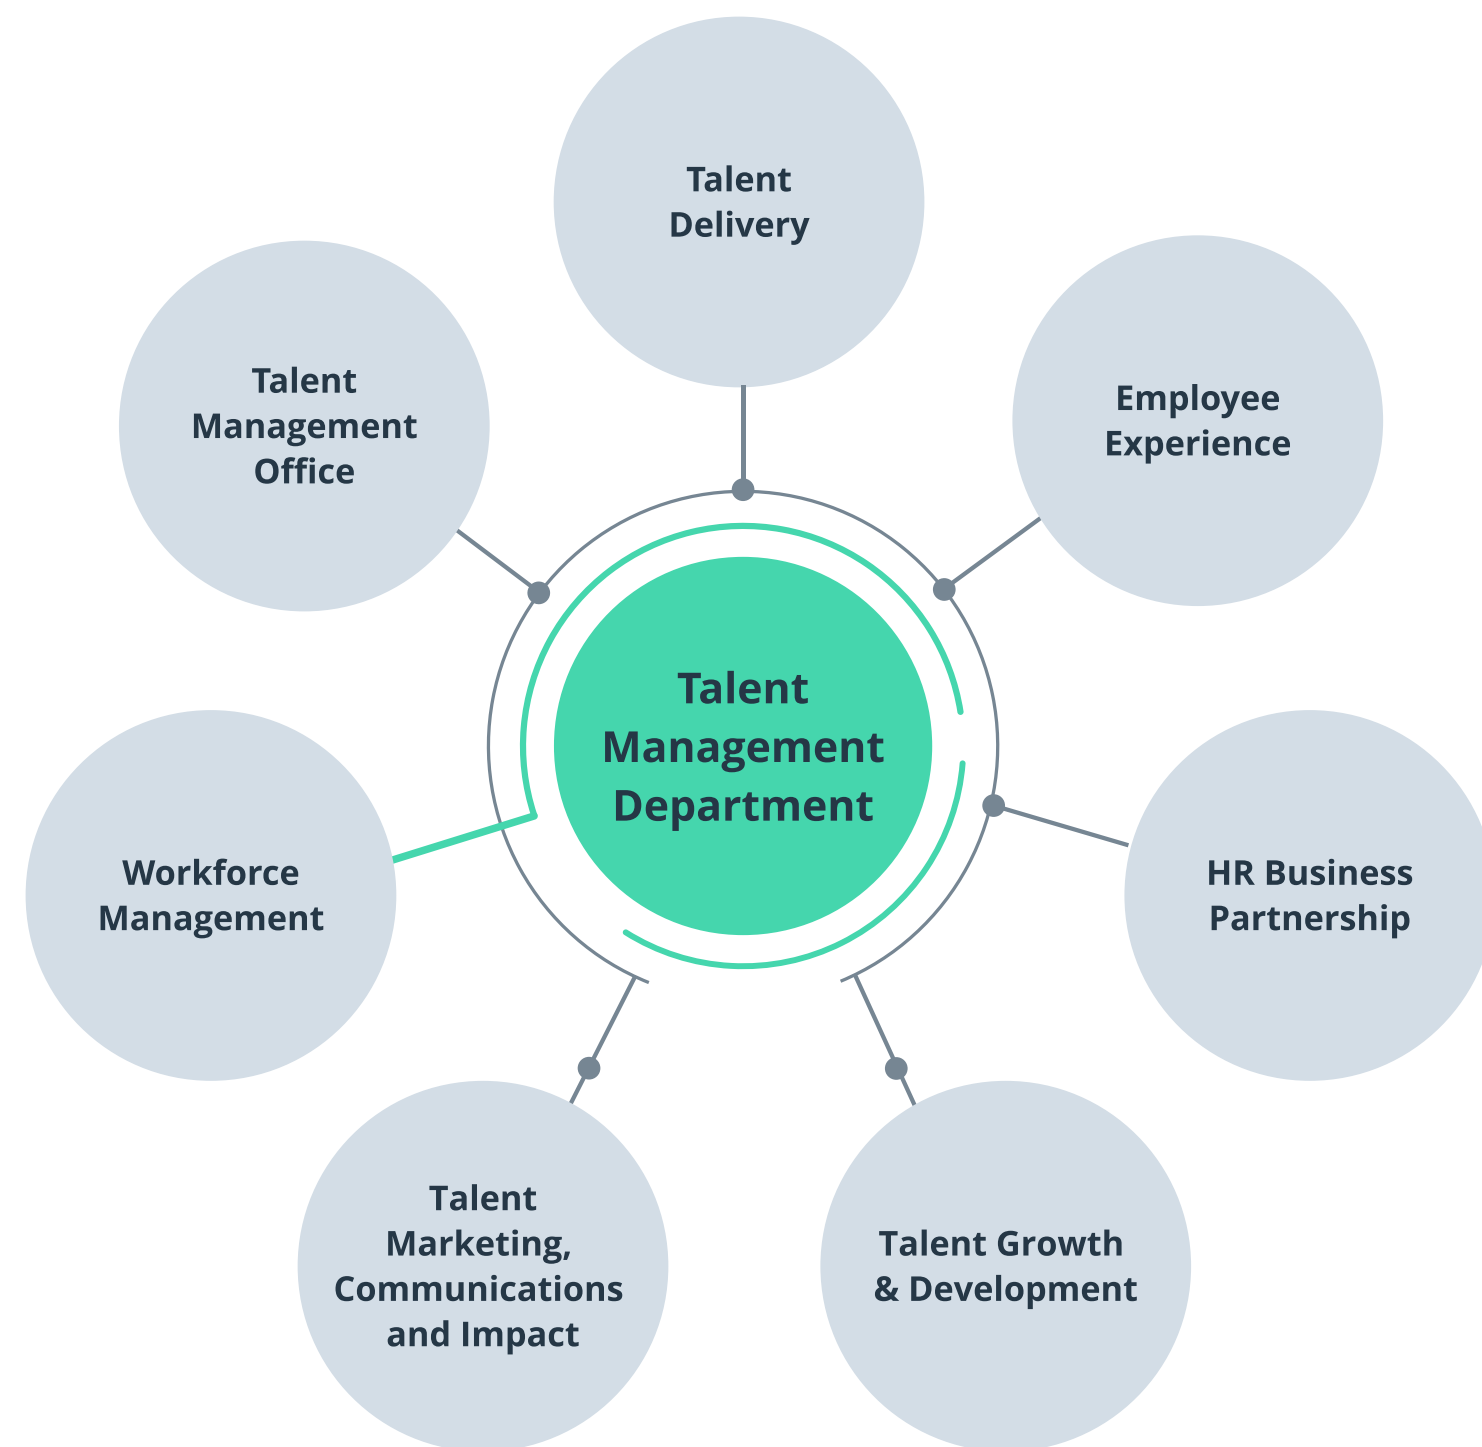 Talent
Delivery
Talent
Management
Office
Employee
Experience
Talent
Management
Department
Workforce
Management
HR Business
Partnership
Talent
Marketing,
Communications
and Impact
Talent Growth
& Development